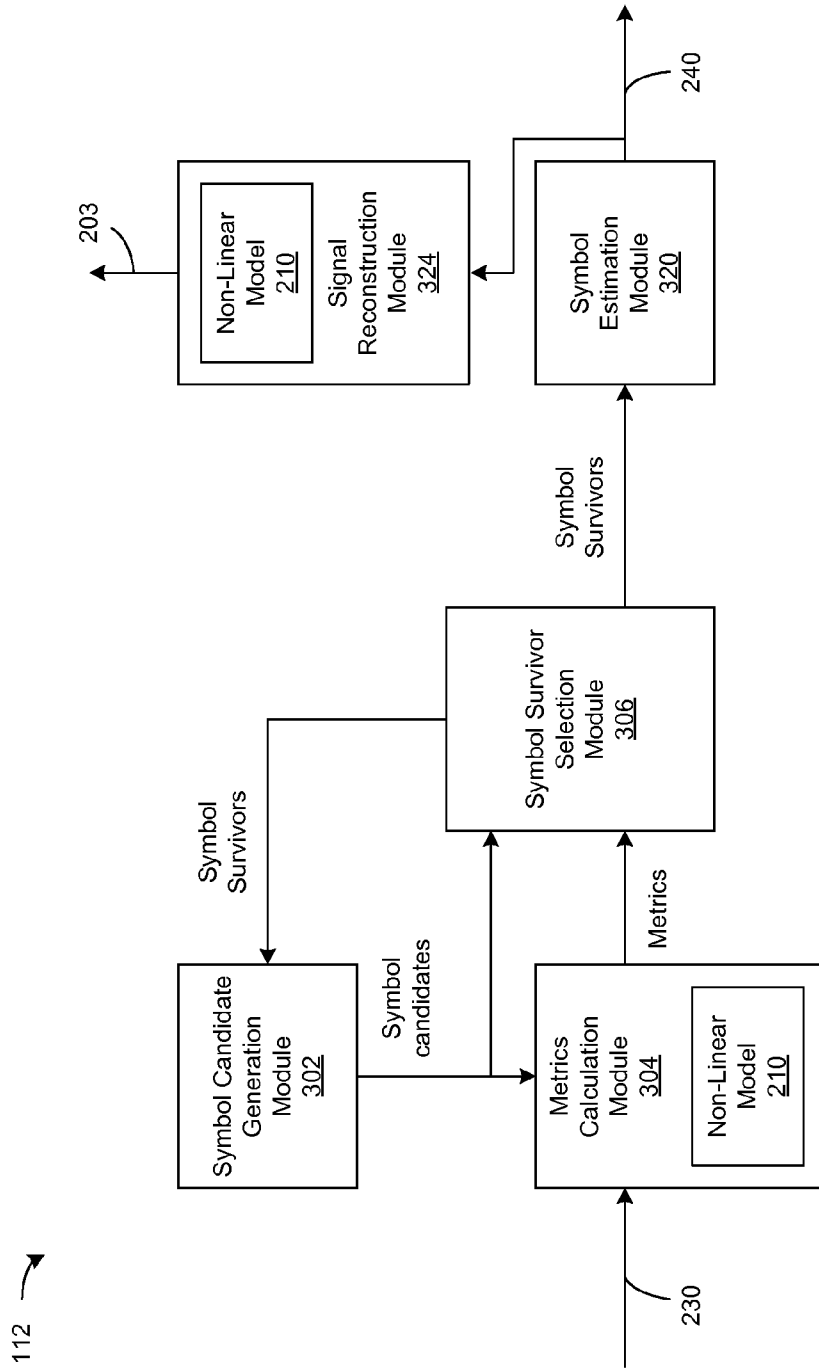 112
Symbol Candidate
Generation
Module
302
Symbol
Survivors
Symbol
candidates
230
Metrics
Calculation
Module
304
Non-Linear
Model
210
Metrics
Symbol Survivor
Selection
Module
306
Symbol
Survivors
203
Non-Linear
Model
210
Signal
Reconstruction
Module
324
Symbol
Estimation
Module
320
240